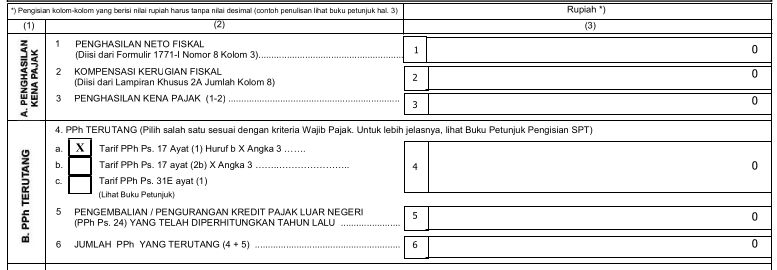 *) Pengisian kolom-kolom yang berisi nilai rupiah harus tanpa nilai desimal (contoh penulisan lihat buku petunjuk hal. 3) Rupiah *)
(1) (2) (3)
A. PENGHASILAN KENA PAJAK
1 PENGHASILAN NETO FISKAL
(Diisi dari Formulir 1771-I Nomor 8 Kolom 3)................................................ 1 0
2 KOMPENSASI KERUGIAN FISKAL
(Diisi dari Lampiran Khusus 2A Jumlah Kolom 8) 2 0
3 PENGHASILAN KENA PAJAK (1-2) ......................................................... 3 0
B. PPh TERUTANG
4. PPh TERUTANG (Pilih salah satu sesuai dengan kriteria Wajib Pajak. Untuk lebih jelasnya, lihat Buku Petunjuk Pengisian SPT)
a. X Tarif PPh Ps. 17 Ayat (1) Huruf b X Angka 3 .......
b. Tarif PPh Ps. 17 ayat (2b) X Angka 3 .............................. 4 0
c. Tarif PPh Ps. 31E ayat (1)
(Lihat Buku Petunjuk)
5 PENGEMBALIAN / PENGURANGAN KREDIT PAJAK LUAR NEGERI
(PPh Ps. 24) YANG TELAH DIPERHITUNGKAN TAHUN LALU .................... 5 0
6 JUMLAH PPh YANG TERUTANG (4 + 5) ................................................ 6 0